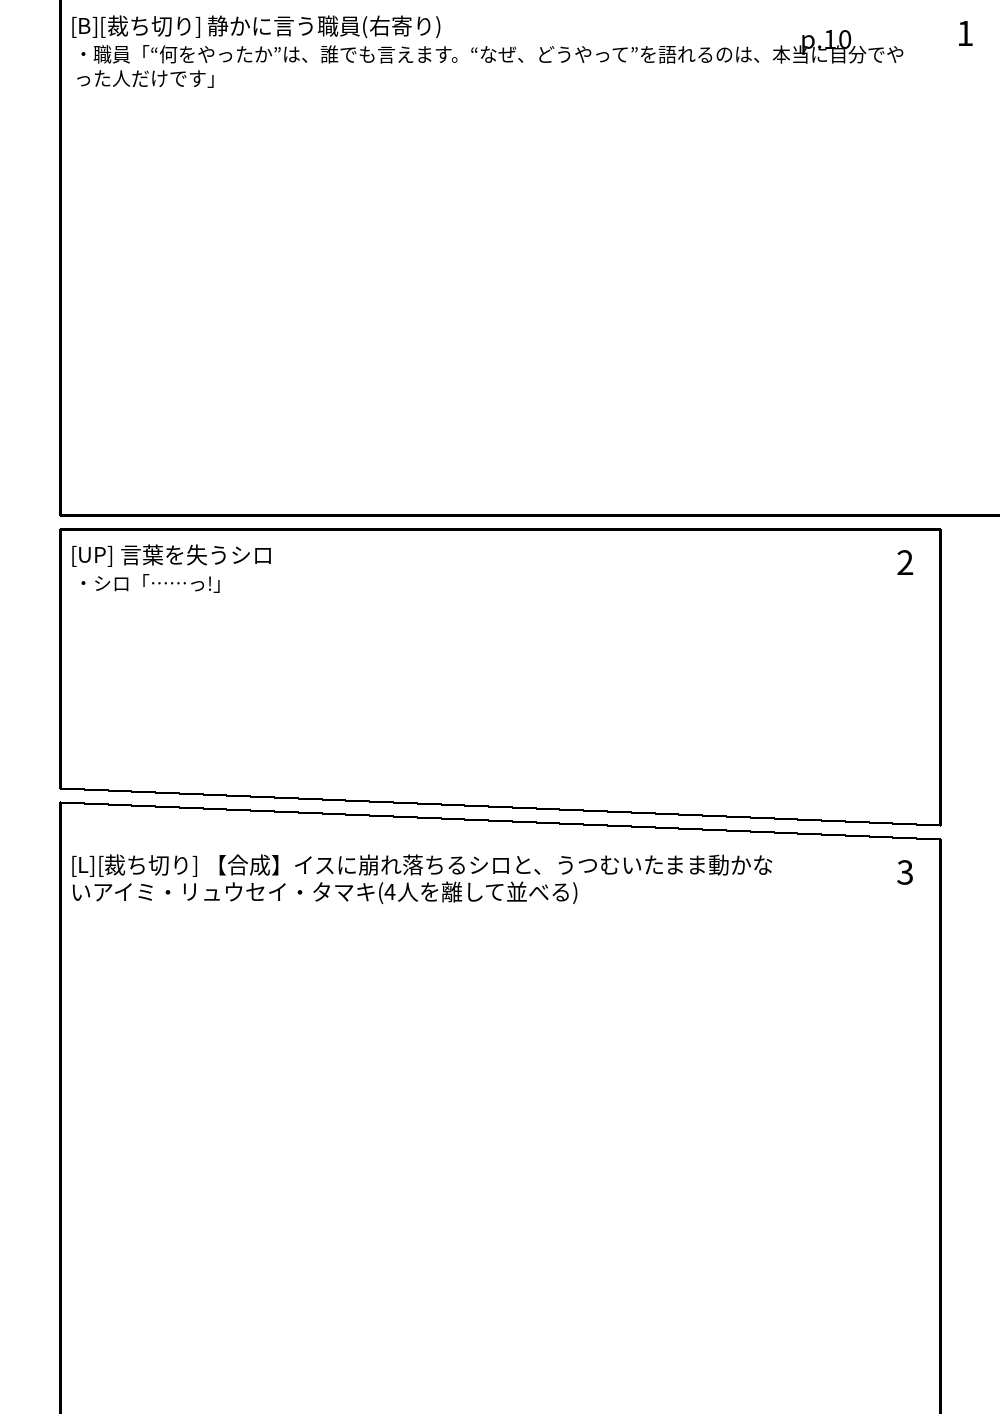 [B][裁ち切り] 静かに言う職員(右寄り)
p.10
1
・職員「“何をやったか”は、誰でも言えます。“なぜ、どうやって”を語れるのは、本当に自分でや
った人だけです」
[UP] 言葉を失うシロ
2
・シロ「……っ!」
[L][裁ち切り] 【合成】イスに崩れ落ちるシロと、うつむいたまま動かな
いアイミ・リュウセイ・タマキ(4人を離して並べる)
3